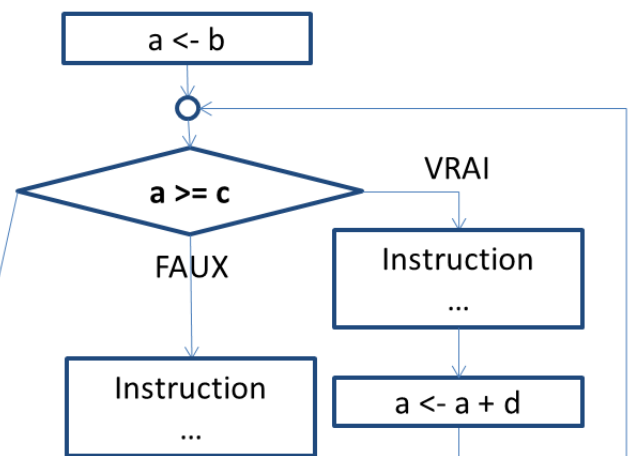 a <- b
a >= c
VRAI
FAUX
Instruction
...
a <- a + d
Instruction
...